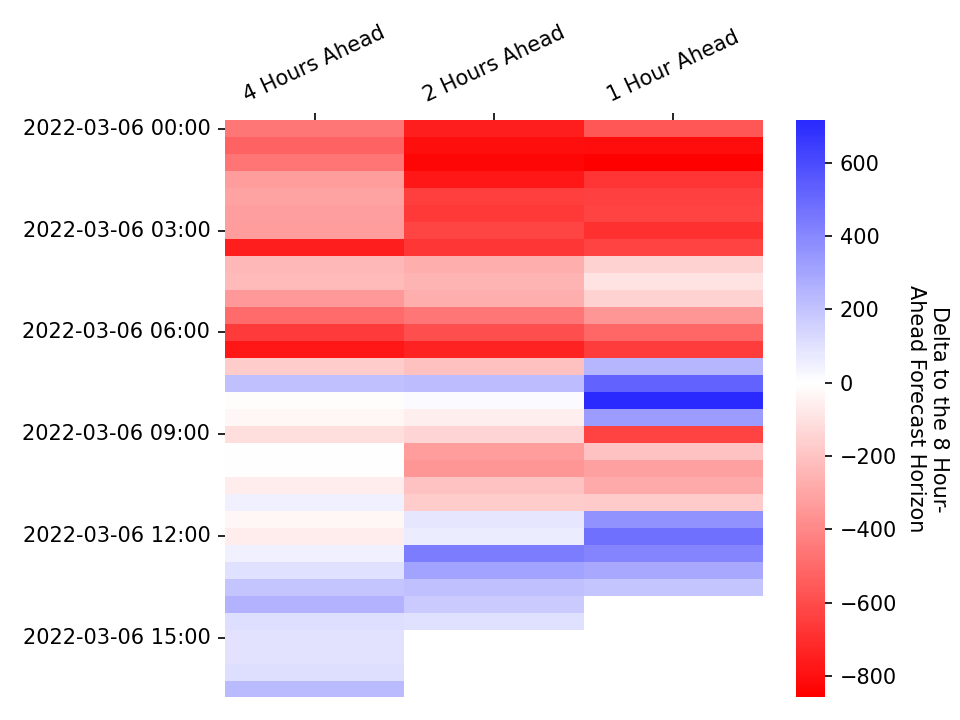 4 Hours Ahead
2 Hours Ahead
1 Hour Ahead
2022-03-06 00:00
2022-03-06 03:00
2022-03-06 06:00
2022-03-06 09:00
2022-03-06 12:00
2022-03-06 15:00
600
400
200
0
−200
−400
−600
−800
Delta to the 8 Hour-
Ahead Forecast Horizon